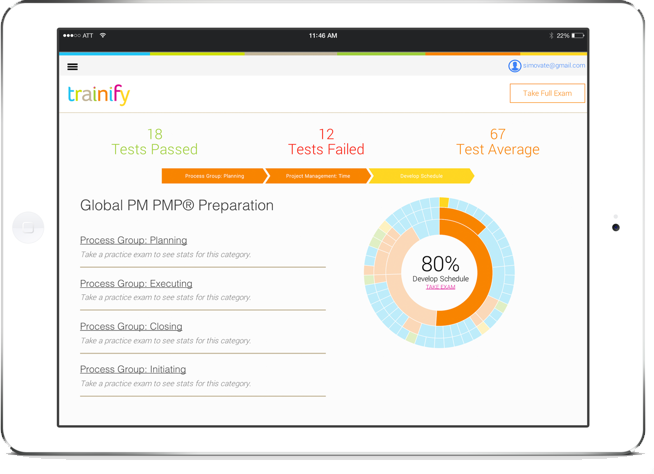 ATT
11:46 AM
22%
simovate@gmail.com
trainify
Take Full Exam
18
Tests Passed
12
Tests Failed
67
Test Average
Process Group: Planning
Project Management: Time
Develop Schedule
Global PM PMP® Preparation
Process Group: Planning
Take a practice exam to see stats for this category.
Process Group: Executing
Take a practice exam to see stats for this category.
Process Group: Closing
Take a practice exam to see stats for this category.
Process Group: Initiating
Take a practice exam to see stats for this category.
80%
Develop Schedule
TAKE EXAM